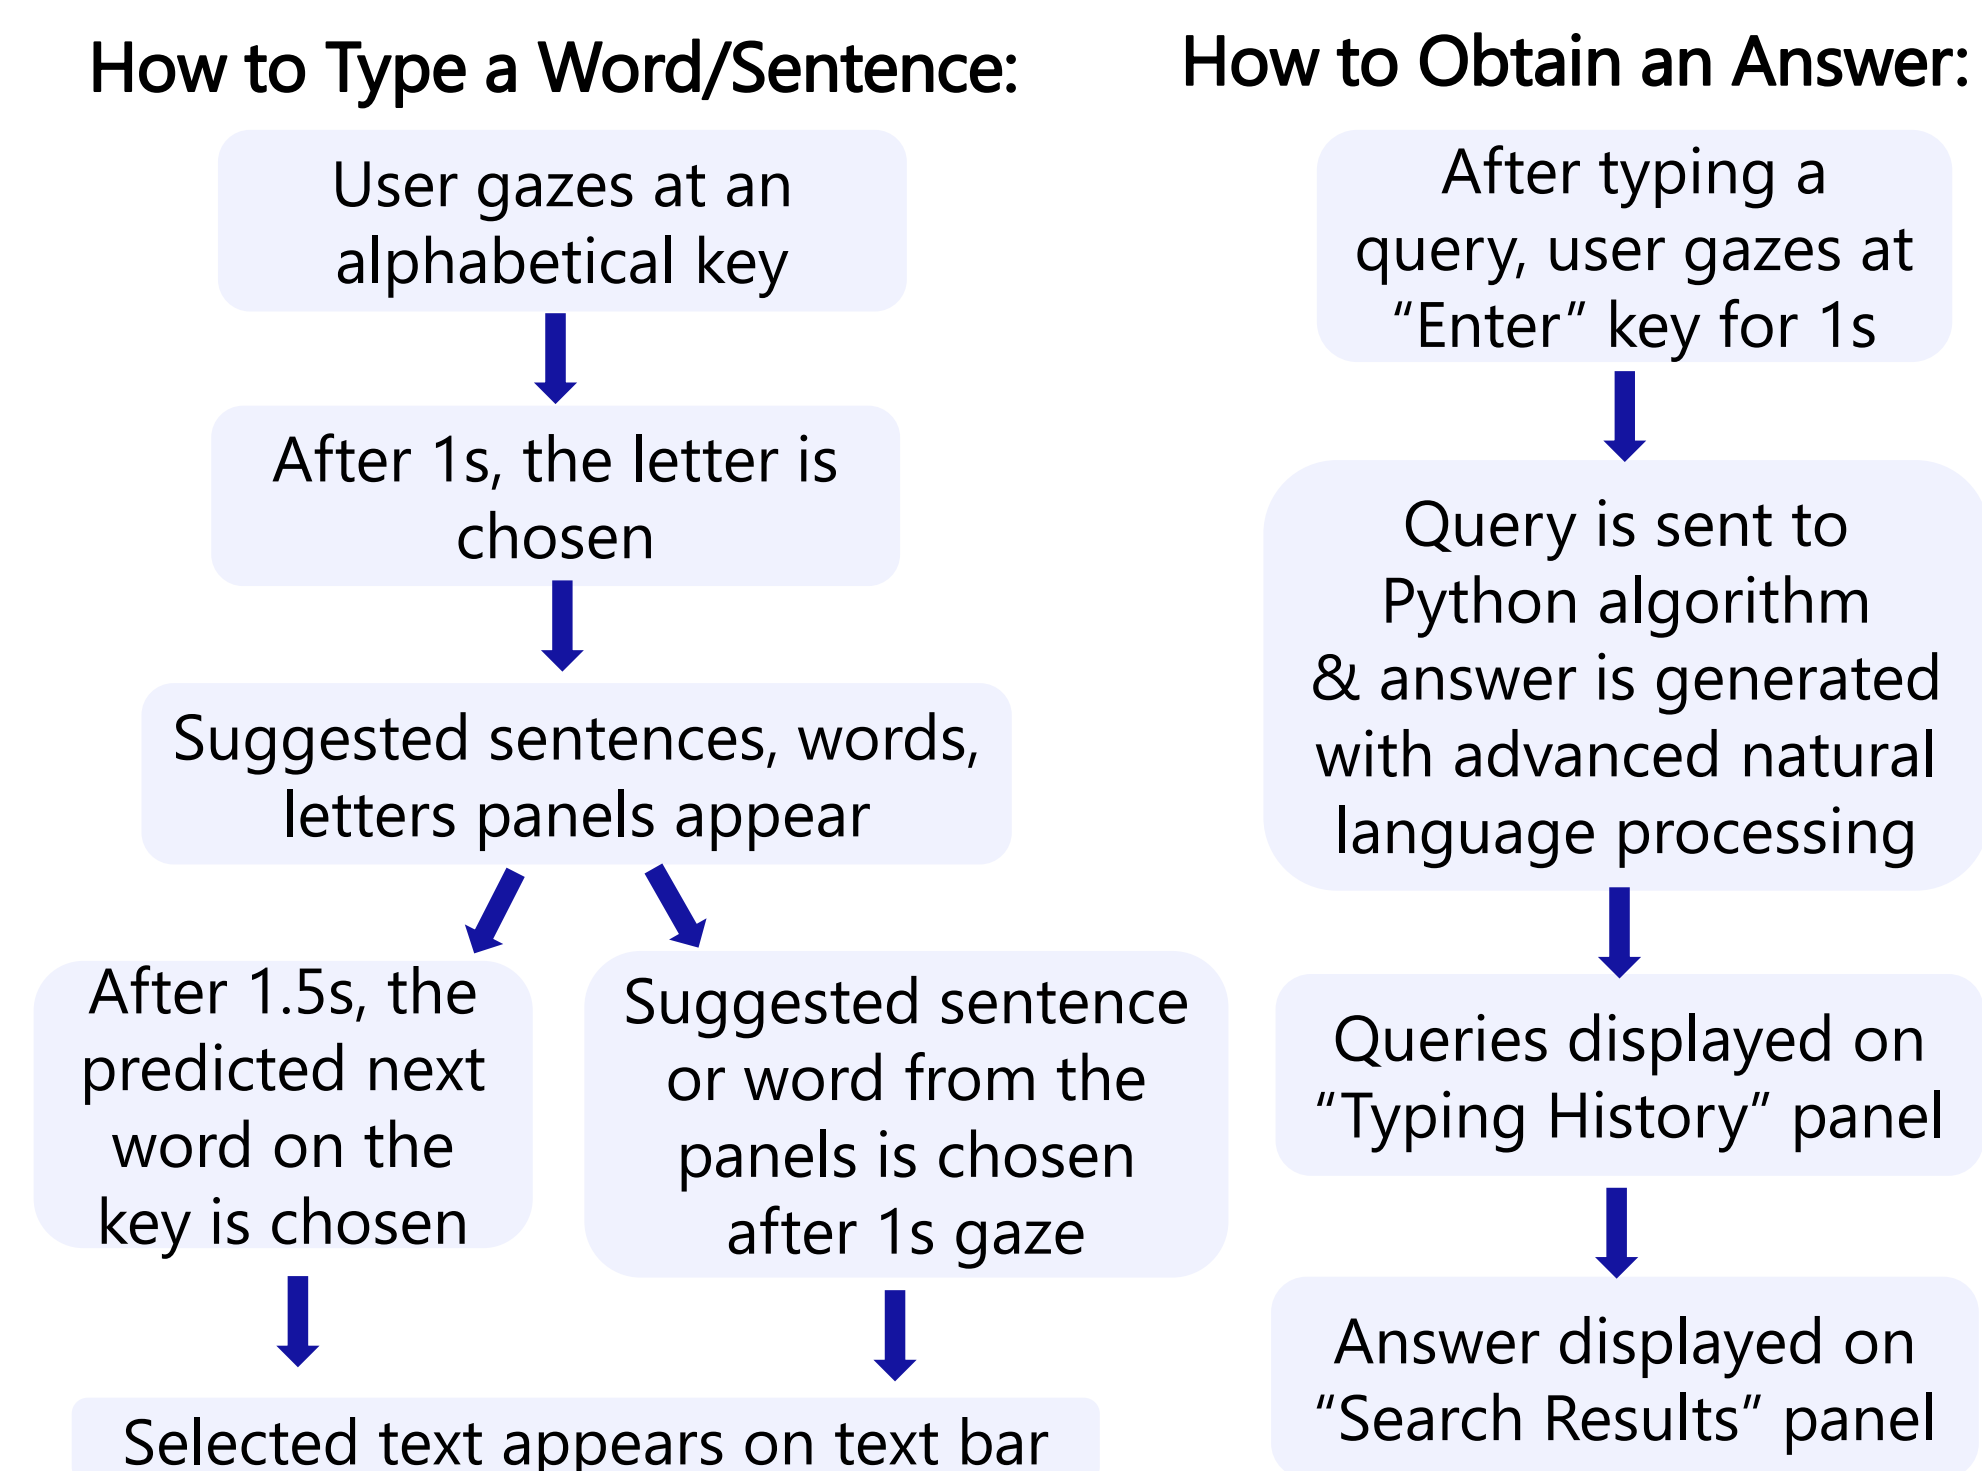 How to Type a Word/Sentence:
User gazes at an
alphabetical key
After 1s, the letter is
chosen
Suggested sentences, words,
letters panels appear
After 1.5s, the
predicted next
word on the
key is chosen
Suggested sentence
or word from the
panels is chosen
after 1s gaze
Selected text appears on text bar
How to Obtain an Answer:
After typing a
query, user gazes at
“Enter” key for 1s
Query is sent to
Python algorithm
& answer is generated
with advanced natural
language processing
Queries displayed on
“Typing History” panel
Answer displayed on
“Search Results” panel